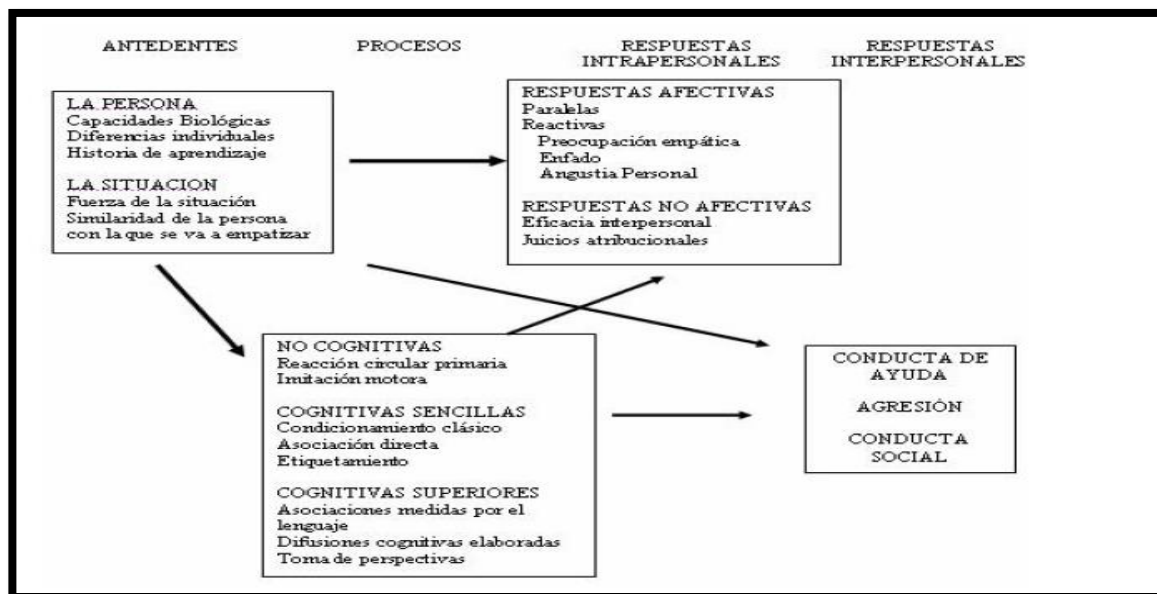 ANTEDENTES
PROCESOS
RESPUESTAS
INTRAPERSONALES
RESPUESTAS
INTERPERSONALES
LA PERSONA
Capacidades Biológicas
Diferencias individuales
Historia de aprendizaje
LA SITUACION
Fuerza de la situación
Similaridad de la persona
con la que se va a empatizar
RESPUESTAS AFECTIVAS
Paralelas
Reactivas
Preocupación empática
Enfado
Angustia Personal
RESPUESTAS NO AFECTIVAS
Eficacia interpersonal
Juicios atribucionales
NO COGNITIVAS
Reacción circular primaria
Imitación motora
COGNITIVAS SENCILLAS
Condicionamiento clásico
Asociación directa
Etiquetamiento
COGNITIVAS SUPERIORES
Asociaciones medidas por el
lenguaje
Difusiones cognitivas elaboradas
Toma de perspectivas
CONDUCTA DE
AYUDA
AGRESIÓN
CONDUCTA
SOCIAL